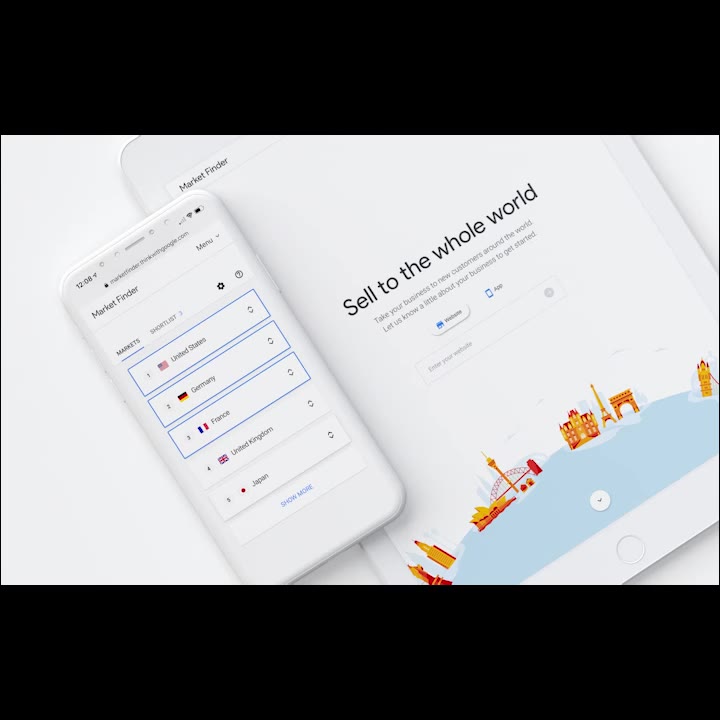 Market Finder
Sell to the whole world
Take your business to new customers around the world.
Let us know a little about your business to get started.
Website
App
Enter your website
12:08
marketfinder.thinkwithgoogle.com
Market Finder
Menu
MARKETS
SHORTLIST 3
1 United States
2 Germany
3 France
4 United Kingdom
5 Japan
SHOW MORE